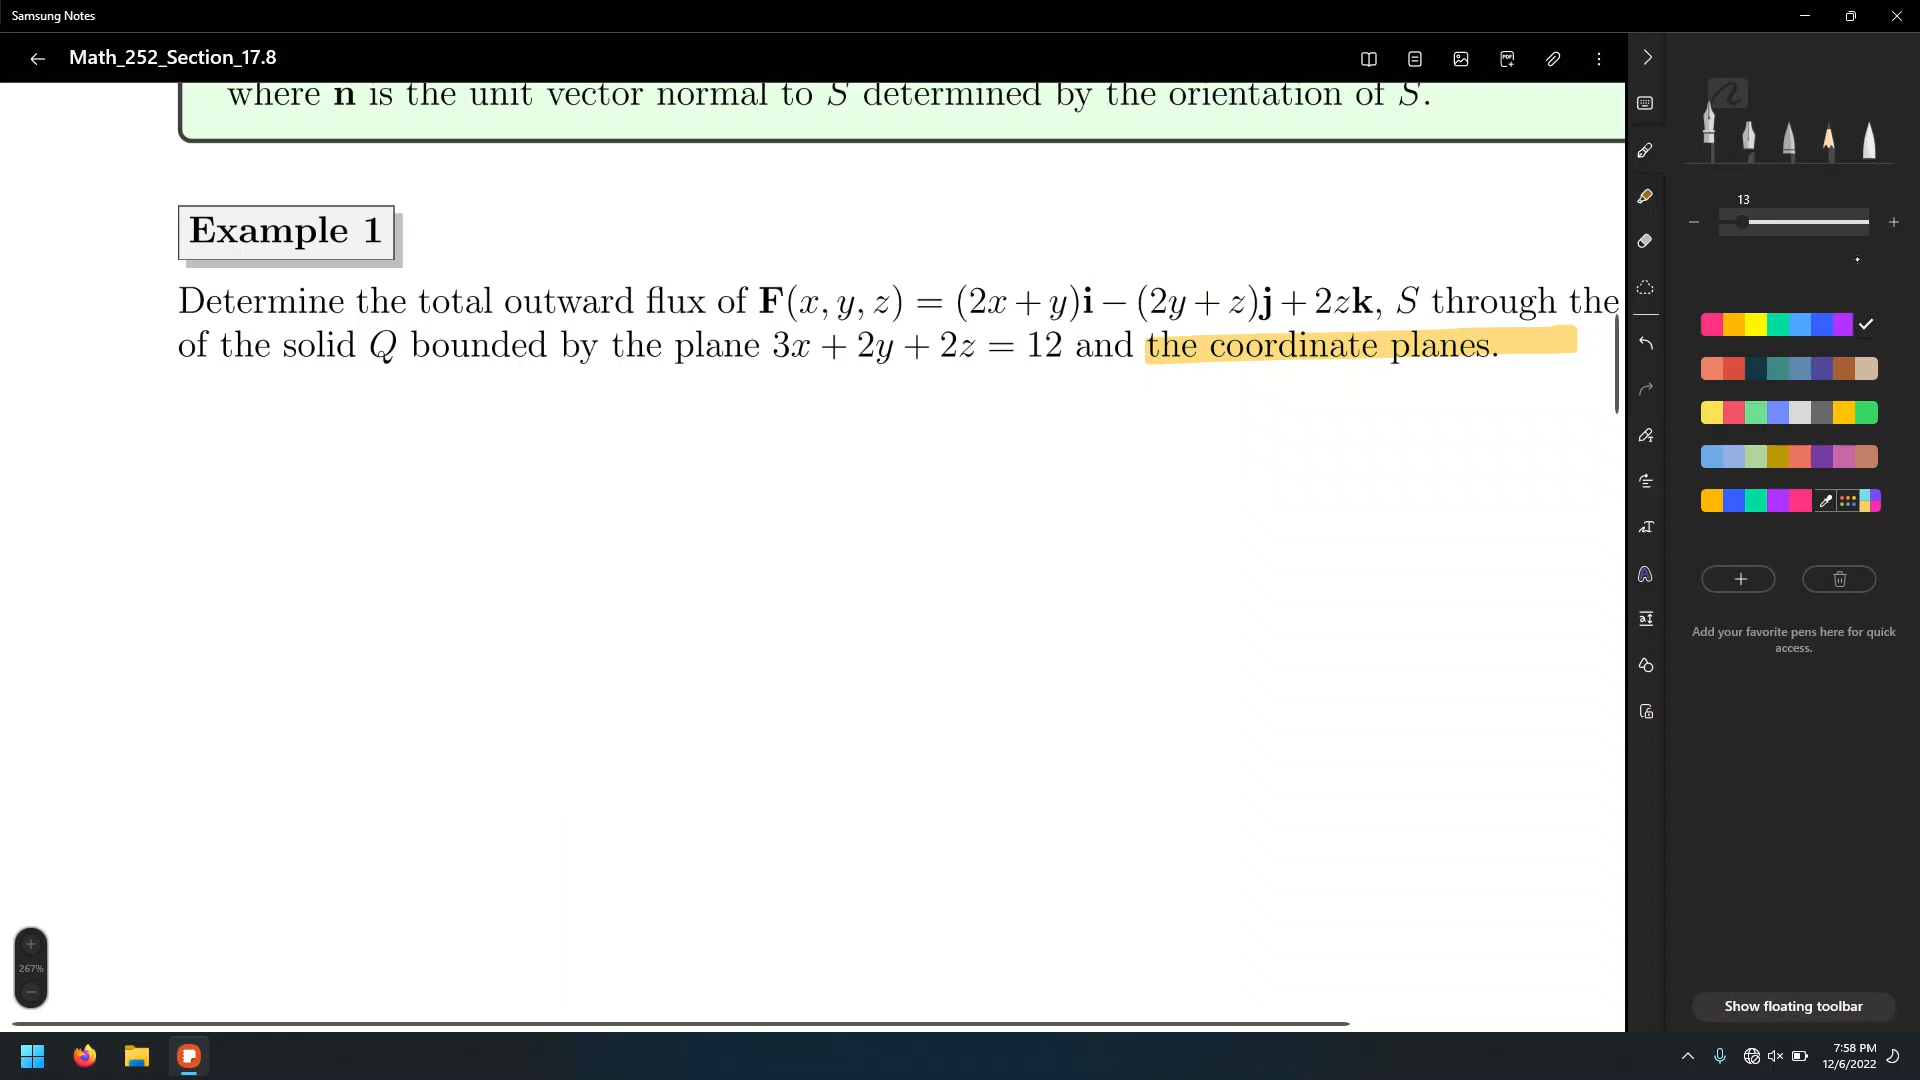 Samsung Notes
Math_252_Section_17.8
where n is the unit vector normal to S determined by the orientation of S.
Example 1
Determine the total outward flux of F(x, y, z) = (2x + y)i − (2y + z)j + 2zk, S through the
of the solid Q bounded by the plane 3x + 2y + 2z = 12 and the coordinate planes.
13
Add your favorite pens here for quick
access.
267%
Show floating toolbar
7:58 PM
12/6/2022